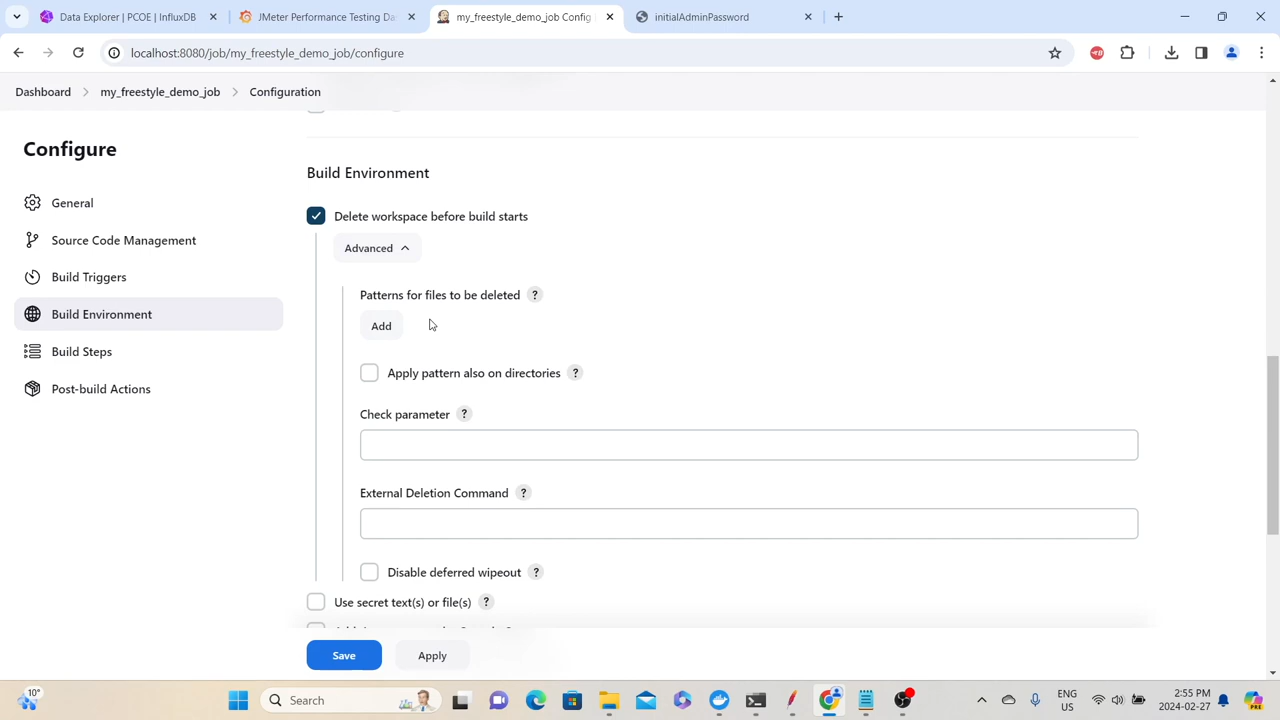 Data Explorer | PCOE | InfluxDB
JMeter Performance Testing Da
my_freestyle_demo_job Config
initialAdminPassword
localhost:8080/job/my_freestyle_demo_job/configure
Dashboard
my_freestyle_demo_job
Configuration
Configure
General
Source Code Management
Build Triggers
Build Environment
Build Steps
Post-build Actions
Build Environment
Delete workspace before build starts
Advanced
Patterns for files to be deleted ?
Add
Apply pattern also on directories ?
Check parameter ?
External Deletion Command ?
Disable deferred wipeout ?
Use secret text(s) or file(s) ?
Save
Apply
10°
Search
ENG
US
2:55 PM
2024-02-27